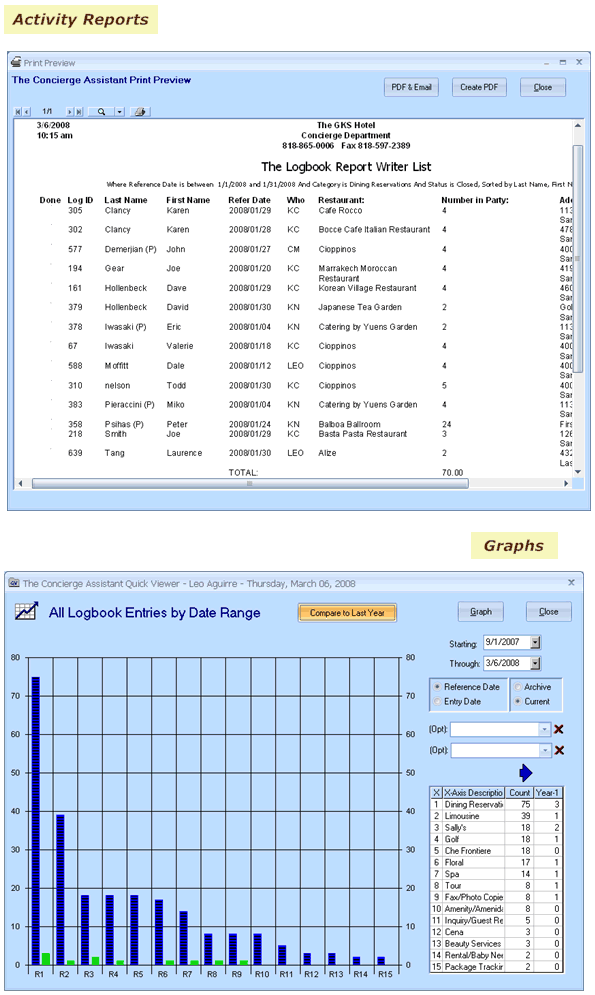 Activity Reports
Print Preview
The Concierge Assistant Print Preview
PDF & Email Create PDF Close
1/1
3/6/2008 The GKS Hotel
10:15 am Concierge Department
818-865-0006 Fax 818-597-2389
The Logbook Report Writer List
Where Reference Date is between 1/1/2008 and 1/31/2008 And Category is Dining Reservations And Status is Closed, Sorted by Last Name, First N
Done Log ID Last Name First Name Refer Date Who Restaurant: Number in Party: Add
305 Clancy Karen 2008/01/29 KC Cafe Rocco 4 113
San
302 Clancy Karen 2008/01/28 KC Bocce Cafe Italian Restaurant 4 478
San
577 Demerjian (P) John 2008/01/27 CM Cioppinos 4 400
San
194 Gear Joe 2008/01/20 KC Marrakech Moroccan 4 419
Restaurant San
161 Hollenbeck Dave 2008/01/29 KC Korean Village Restaurant 4 460
San
379 Hollenbeck David 2008/01/30 KN Japanese Tea Garden 2 Gol
San
378 Iwasaki (P) Eric 2008/01/04 KN Catering by Yuens Garden 2 113
San
67 Iwasaki Valerie 2008/01/18 KC Cioppinos 4 400
San
588 Moffitt Dale 2008/01/12 LEO Cioppinos 4 400
San
310 nelson Todd 2008/01/30 KC Cioppinos 5 400
San
383 Pieraccini (P) Miko 2008/01/04 KN Catering by Yuens Garden 4 113
San
358 Psihas (P) Peter 2008/01/24 KN Balboa Ballroom 24 Firs
218 Smith Joe 2008/01/29 KC Basta Pasta Restaurant 3 126
San
639 Tang Laurence 2008/01/30 LEO Alize 2 432
Las
TOTAL: 70.00
Graphs
The Concierge Assistant Quick Viewer - Leo Aguirre - Thursday, March 06, 2008
All Logbook Entries by Date Range Compare to Last Year Graph Close
Starting: 9/1/2007
Through: 3/6/2008
Reference Date Archive
Entry Date Current
(Opt):
(Opt):
80 80
70 70
60 60
50 50
40 40
30 30
20 20
10 10
0 0
R1 R2 R3 R4 R5 R6 R7 R8 R9 R10 R11 R12 R13 R14 R15
X X-Axis Descriptio Count Year-1
1 Dining Reservati 75 3
2 Limousine 39 1
3 Sally's 18 2
4 Golf 18 1
5 Che Frontiere 18 0
6 Floral 17 1
7 Spa 14 1
8 Tour 8 1
9 Fax/Photo Copie 8 1
10 Amenity/Amenida 8 0
11 Inquiry/Guest Re 5 0
12 Cena 3 0
13 Beauty Services 3 0
14 Rental/Baby Nee 2 0
15 Package Trackin 2 0